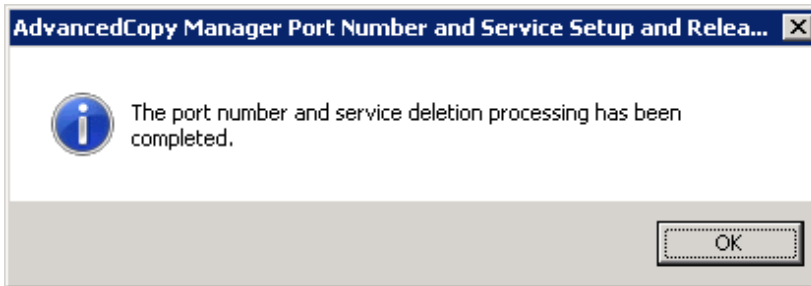 AdvancedCopy Manager Port Number and Service Setup and Relea...
The port number and service deletion processing has been
completed.
OK